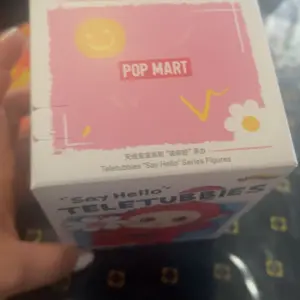 POP MART
Teletubbies "Say Hello" Series Figures
"Say Hello"
TELETUBBIES